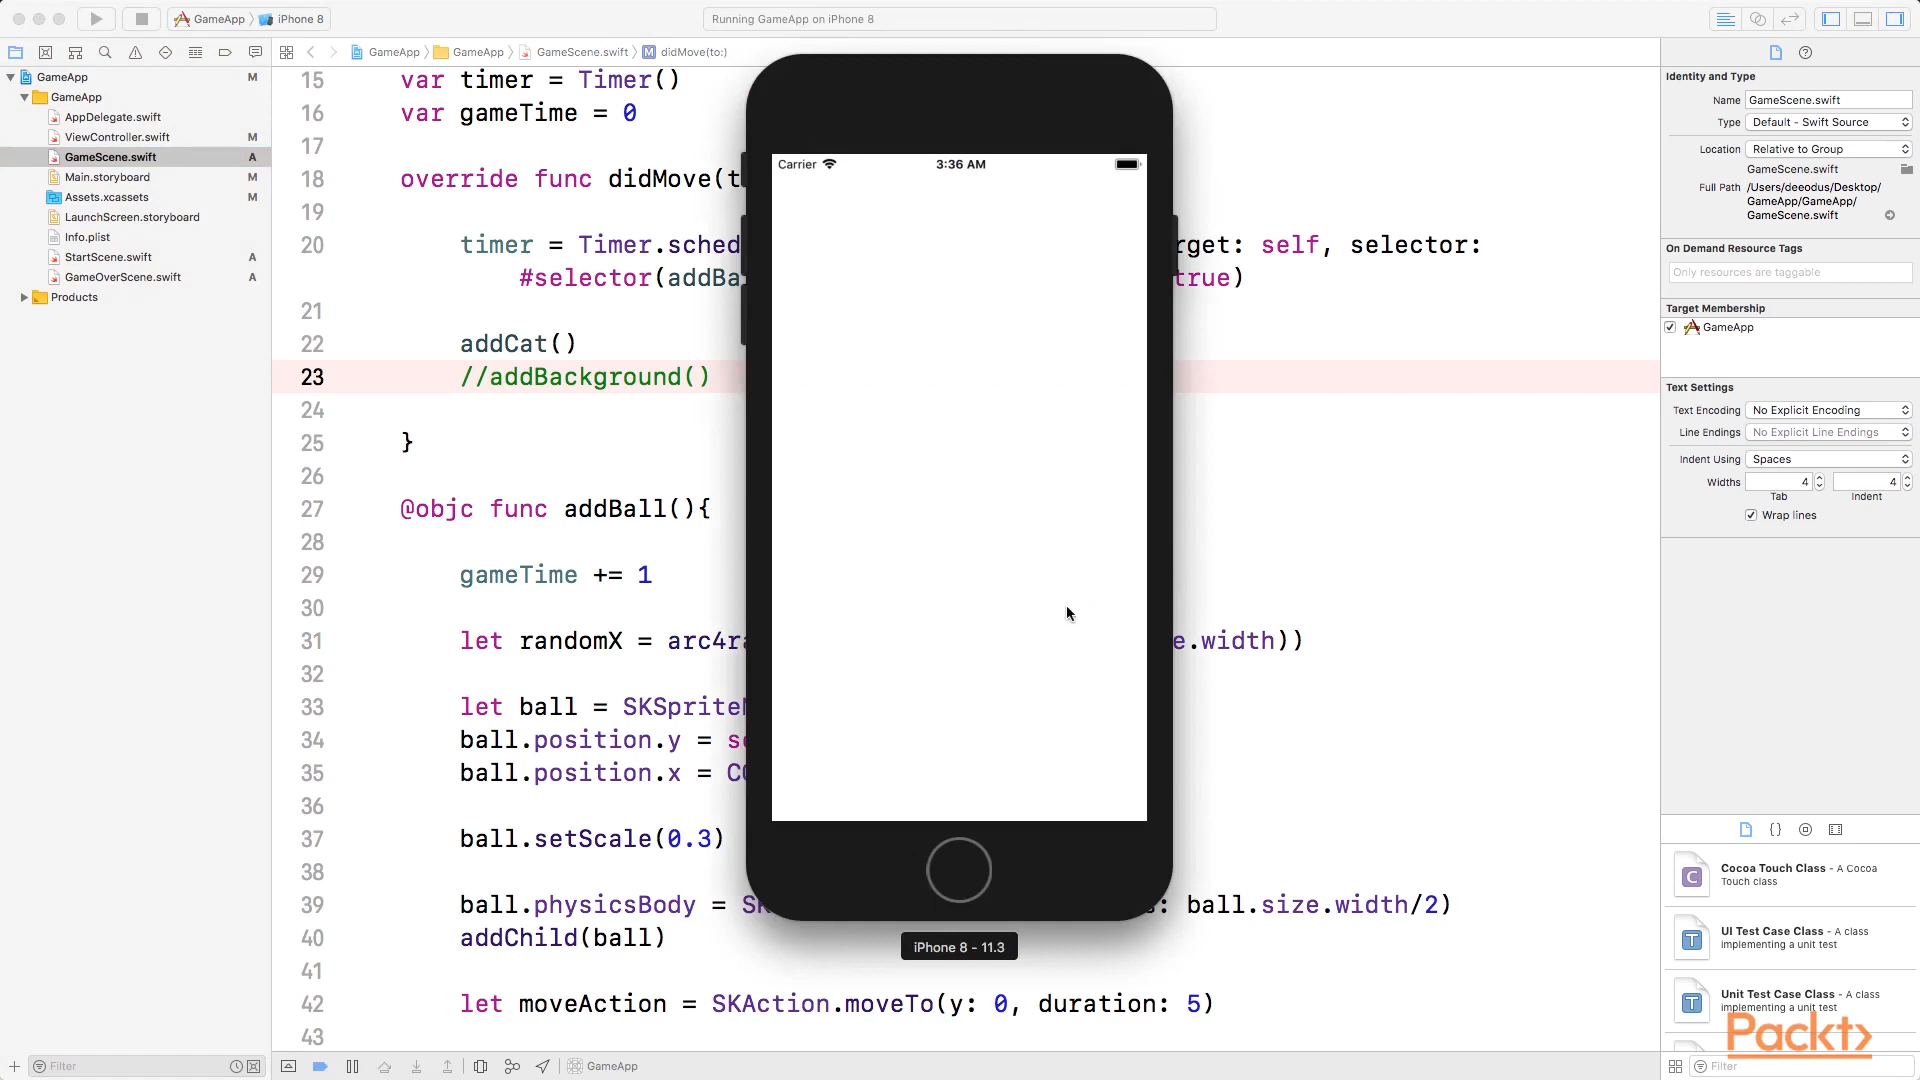 GameApp
iPhone 8
Running GameApp on iPhone 8
GameApp
GameApp
GameScene.swift
M
didMove(to:)
GameApp M
GameApp
AppDelegate.swift
ViewController.swift M
GameScene.swift A
Main.storyboard M
Assets.xcassets M
LaunchScreen.storyboard
Info.plist
StartScene.swift A
GameOverScene.swift A
Products
15 var timer = Timer()
16 var gameTime = 0
17
18 override func didMove(t
19
20 timer = Timer.sched rget: self, selector:
#selector(addBa true)
21
22 addCat()
23 //addBackground()
24
25 }
26
27 @objc func addBall(){
28
29 gameTime += 1
30
31 let randomX = arc4ra e.width))
32
33 let ball = SKSpriteN
34 ball.position.y = se
35 ball.position.x = CG
36
37 ball.setScale(0.3)
38
39 ball.physicsBody = SK : ball.size.width/2)
40 addChild(ball)
41
42 let moveAction = SKAction.moveTo(y: 0, duration: 5)
43
Carrier 3:36 AM
iPhone 8 - 11.3
Identity and Type
Name GameScene.swift
Type Default - Swift Source
Location Relative to Group
GameScene.swift
Full Path /Users/deeodus/Desktop/
GameApp/GameApp/
GameScene.swift
On Demand Resource Tags
Only resources are taggable
Target Membership
GameApp
Text Settings
Text Encoding No Explicit Encoding
Line Endings No Explicit Line Endings
Indent Using Spaces
Widths 4 4
Tab Indent
Wrap lines
{}
C
Cocoa Touch Class - A Cocoa
Touch class
T
UI Test Case Class - A class
implementing a unit test
T
Unit Test Case Class - A class
implementing a unit test
Packt>
Filter
GameApp
Filter